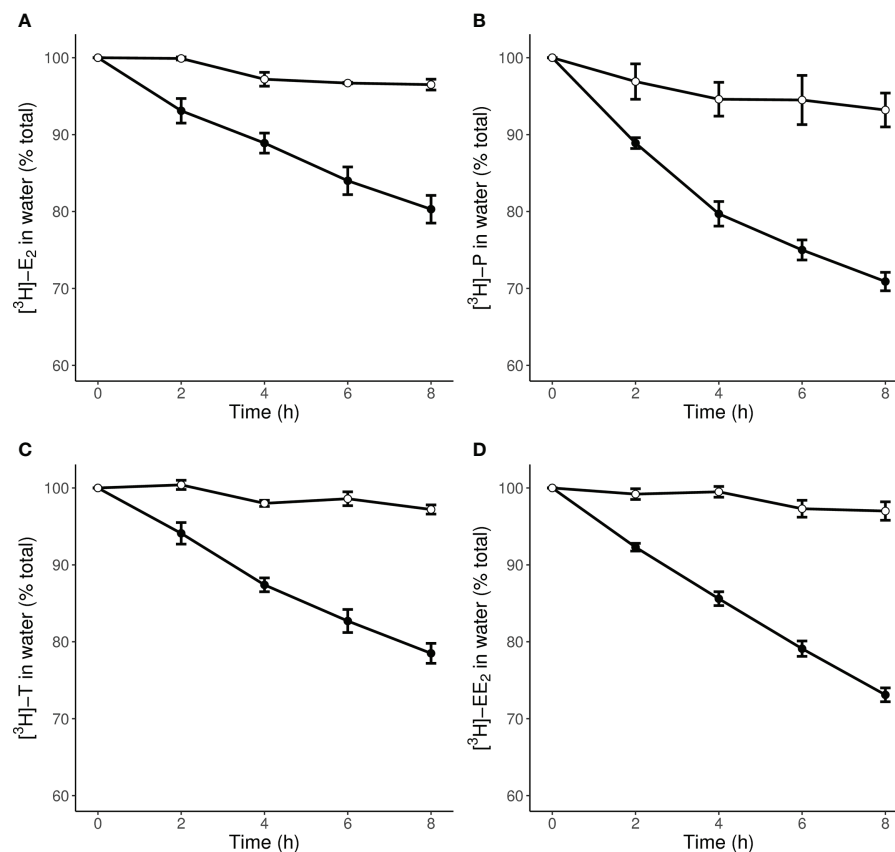 A
[³H]−E₂ in water (% total)
100
90
80
70
60
0 2 4 6 8
Time (h)
B
[³H]−P in water (% total)
100
90
80
70
60
0 2 4 6 8
Time (h)
C
[³H]−T in water (% total)
100
90
80
70
60
0 2 4 6 8
Time (h)
D
[³H]−EE₂ in water (% total)
100
90
80
70
60
0 2 4 6 8
Time (h)